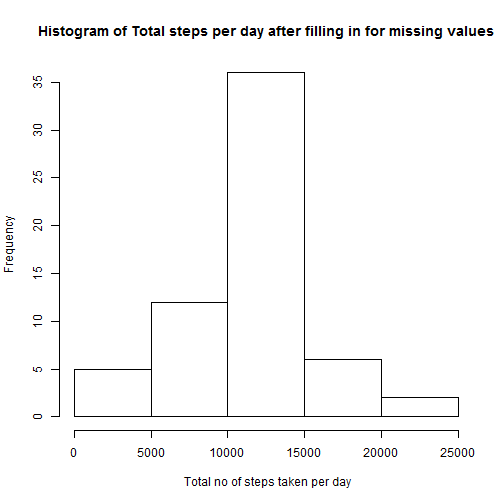 Histogram of Total steps per day after filling in for missing values
Frequency
35
30
25
20
15
10
5
0
0 5000 10000 15000 20000 25000
Total no of steps taken per day